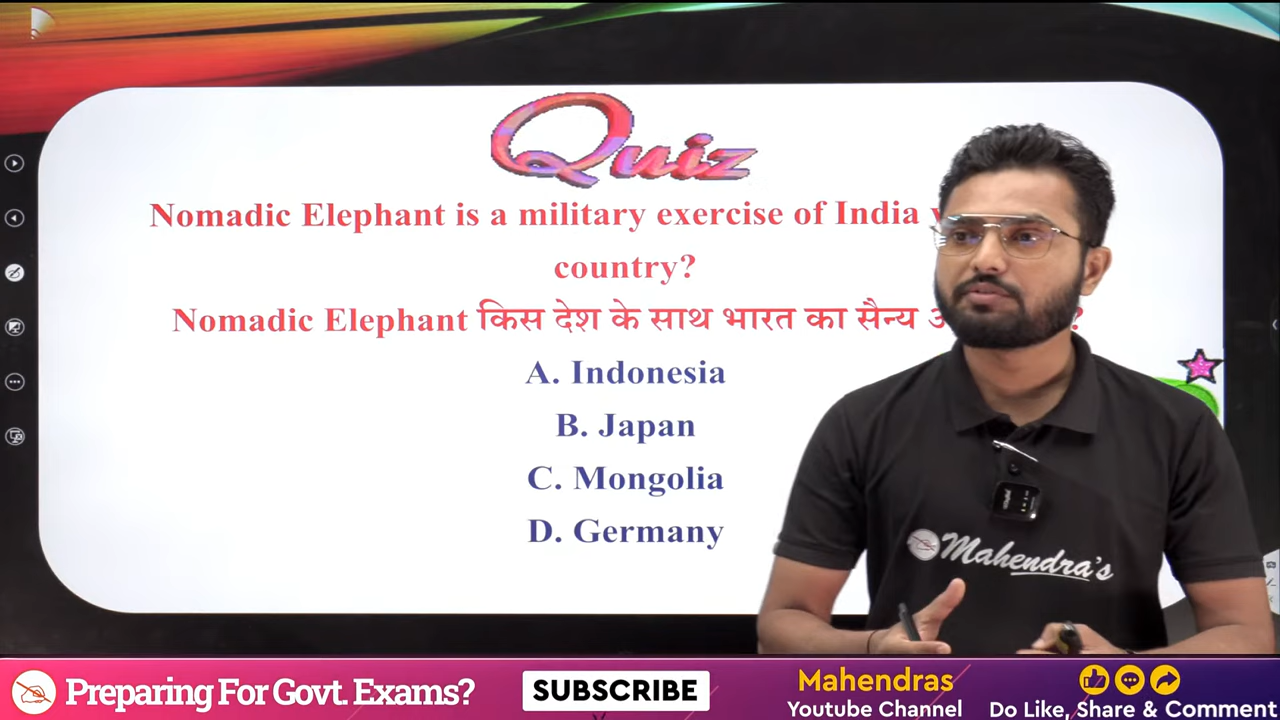 Quiz
Nomadic Elephant is a military exercise of India
country?
Nomadic Elephant किस देश के साथ भारत का सैन्य ?
A. Indonesia
B. Japan
C. Mongolia
D. Germany
Mahendra's
Preparing For Govt. Exams?
SUBSCRIBE
Mahendras
Youtube Channel
Do Like, Share & Comment